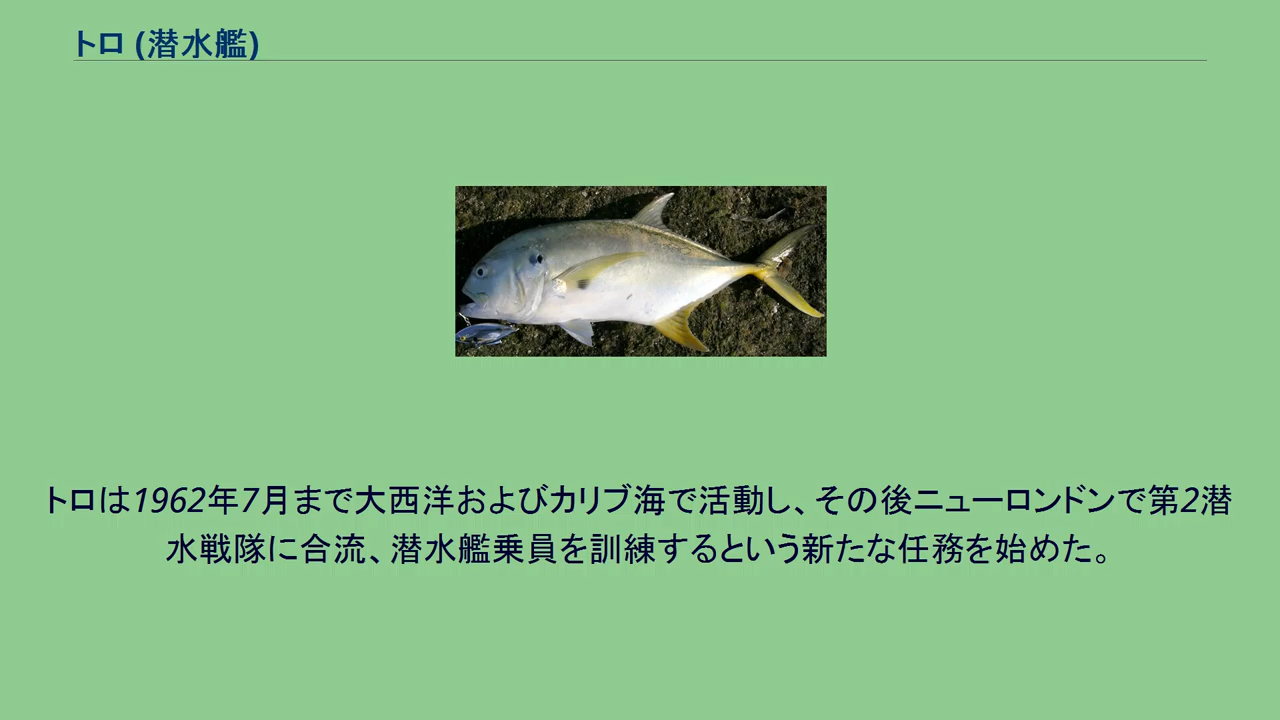 トロ (潜水艦)
トロは1962年7月まで大西洋およびカリブ海で活動し、その後ニューロンドンで第2潜
水戦隊に合流、潜水艦乗員を訓練するという新たな任務を始めた。